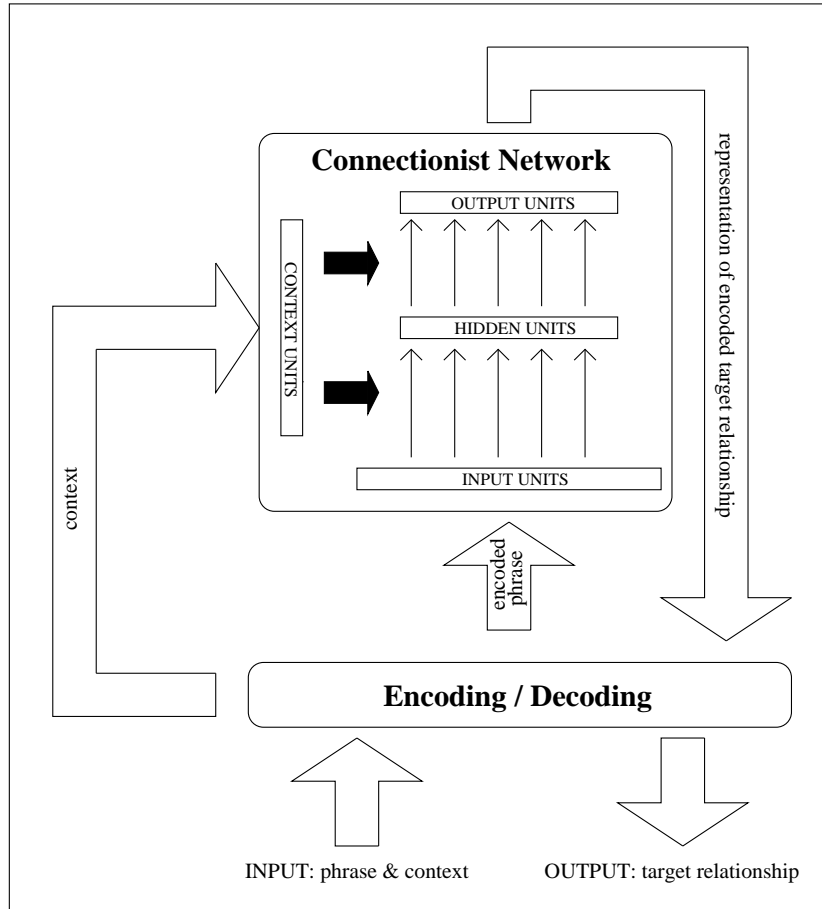 Connectionist Network
OUTPUT UNITS
CONTEXT UNITS
HIDDEN UNITS
INPUT UNITS
representation of encoded target relationship
context
encoded
phrase
Encoding / Decoding
INPUT: phrase & context
OUTPUT: target relationship